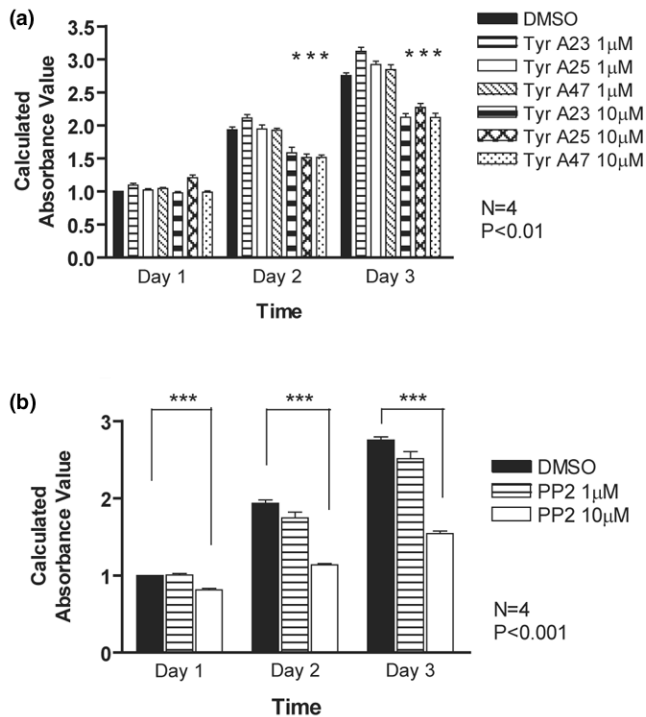 (a)
Calculated
Absorbance Value
3.5
3.0
2.5
2.0
1.5
1.0
0.5
0.0
* * *
* * *
Day 1
Day 2
Day 3
Time
DMSO
Tyr A23 1μM
Tyr A25 1μM
Tyr A47 1μM
Tyr A23 10μM
Tyr A25 10μM
Tyr A47 10μM
N=4
P<0.01
(b)
Calculated
Absorbance Value
3
2
1
0
***
***
***
Day 1
Day 2
Day 3
Time
DMSO
PP2 1μM
PP2 10μM
N=4
P<0.001